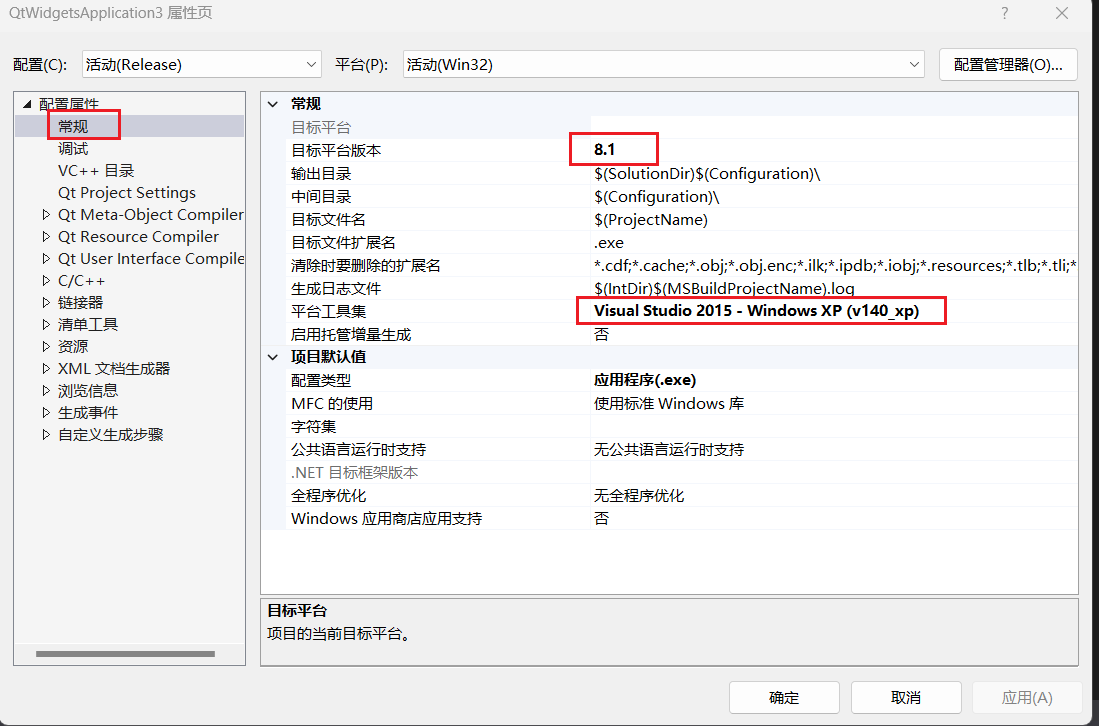 QtWidgetsApplication3 属性页
配置(C): 活动(Release) 平台(P): 活动(Win32) 配置管理器(O)...
配置属性
常规
调试
VC++ 目录
Qt Project Settings
Qt Meta-Object Compiler
Qt Resource Compiler
Qt User Interface Compile
C/C++
链接器
清单工具
资源
XML 文档生成器
浏览信息
生成事件
自定义生成步骤
常规
目标平台
目标平台版本 8.1
输出目录 $(SolutionDir)$(Configuration)\
中间目录 $(Configuration)\
目标文件名 $(ProjectName)
目标文件扩展名 .exe
清除时要删除的扩展名 *.cdf;*.cache;*.obj;*.obj.enc;*.ilk;*.ipdb;*.iobj;*.resources;*.tlb;*.tli;*
生成日志文件 $(IntDir)$(MSBuildProjectName).log
平台工具集 Visual Studio 2015 - Windows XP (v140_xp)
启用托管增量生成 否
项目默认值
配置类型 应用程序(.exe)
MFC 的使用 使用标准 Windows 库
字符集
公共语言运行时支持 无公共语言运行时支持
.NET 目标框架版本
全程序优化 无全程序优化
Windows 应用商店应用支持 否
目标平台
项目的当前目标平台。
确定 取消 应用(A)